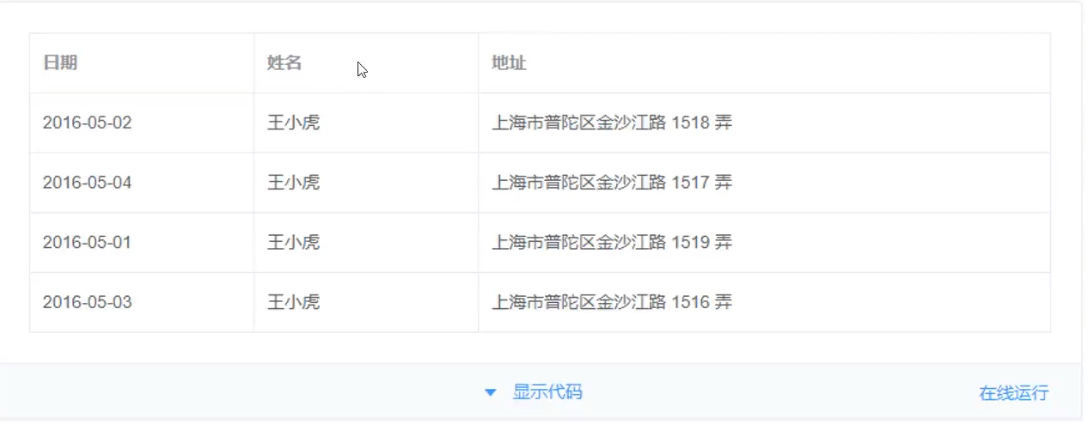 日期 姓名 地址
2016-05-02 王小虎 上海市普陀区金沙江路 1518 弄
2016-05-04 王小虎 上海市普陀区金沙江路 1517 弄
2016-05-01 王小虎 上海市普陀区金沙江路 1519 弄
2016-05-03 王小虎 上海市普陀区金沙江路 1516 弄
显示代码 在线运行